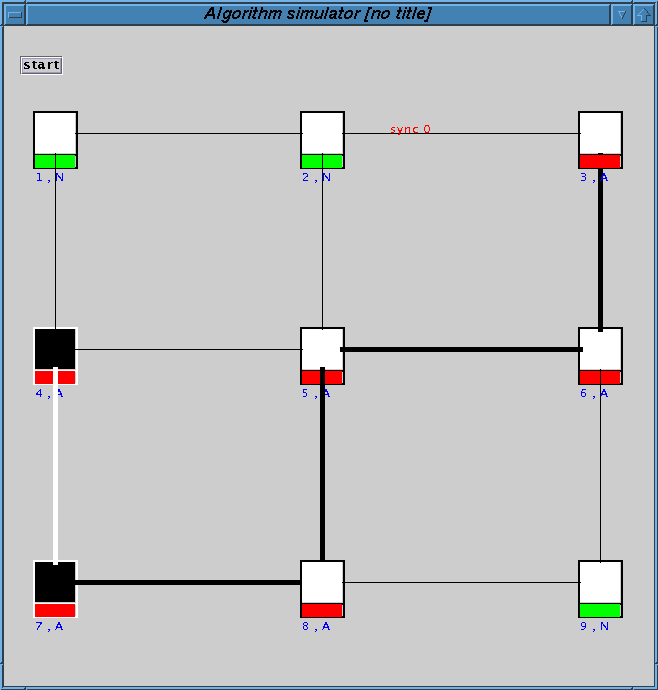 Algorithm simulator [no title]
start
sync 0
1 , N
2 , N
3 , A
4 , A
5 , A
6 , A
7 , A
8 , A
9 , N